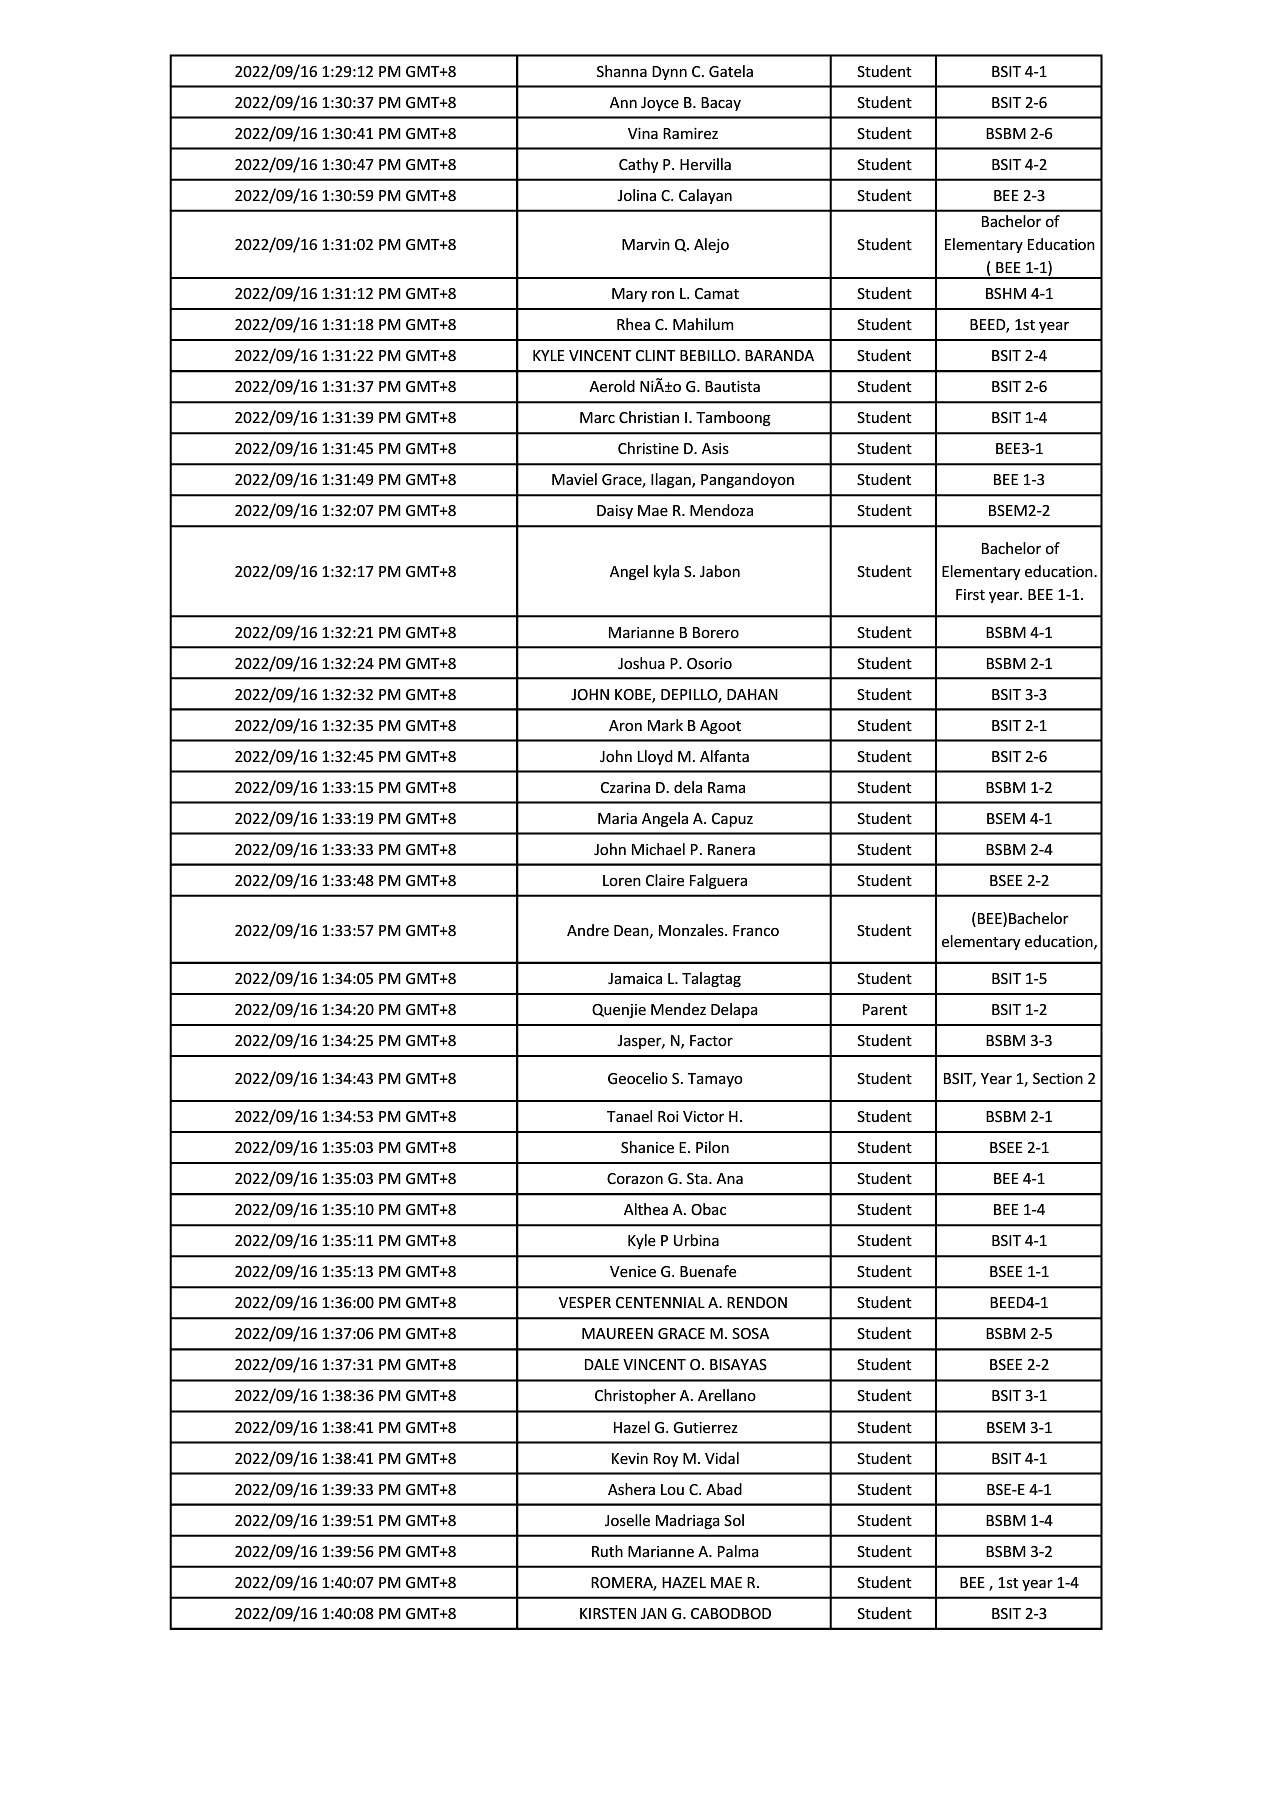 2022/09/16 1:29:12 PM GMT+8 Shanna Dynn C. Gatela Student BSIT 4-1
2022/09/16 1:30:37 PM GMT+8 Ann Joyce B. Bacay Student BSIT 2-6
2022/09/16 1:30:41 PM GMT+8 Vina Ramirez Student BSBM 2-6
2022/09/16 1:30:47 PM GMT+8 Cathy P. Hervilla Student BSIT 4-2
2022/09/16 1:30:59 PM GMT+8 Jolina C. Calayan Student BEE 2-3
Bachelor of
2022/09/16 1:31:02 PM GMT+8 Marvin Q. Alejo Student Elementary Education
( BEE 1-1)
2022/09/16 1:31:12 PM GMT+8 Mary ron L. Camat Student BSHM 4-1
2022/09/16 1:31:18 PM GMT+8 Rhea C. Mahilum Student BEED, 1st year
2022/09/16 1:31:22 PM GMT+8 KYLE VINCENT CLINT BEBILLO. BARANDA Student BSIT 2-4
2022/09/16 1:31:37 PM GMT+8 Aerold NiÃ±o G. Bautista Student BSIT 2-6
2022/09/16 1:31:39 PM GMT+8 Marc Christian I. Tamboong Student BSIT 1-4
2022/09/16 1:31:45 PM GMT+8 Christine D. Asis Student BEE3-1
2022/09/16 1:31:49 PM GMT+8 Maviel Grace, Ilagan, Pangandoyon Student BEE 1-3
2022/09/16 1:32:07 PM GMT+8 Daisy Mae R. Mendoza Student BSEM2-2
Bachelor of
2022/09/16 1:32:17 PM GMT+8 Angel kyla S. Jabon Student Elementary education.
First year. BEE 1-1.
2022/09/16 1:32:21 PM GMT+8 Marianne B Borero Student BSBM 4-1
2022/09/16 1:32:24 PM GMT+8 Joshua P. Osorio Student BSBM 2-1
2022/09/16 1:32:32 PM GMT+8 JOHN KOBE, DEPILLO, DAHAN Student BSIT 3-3
2022/09/16 1:32:35 PM GMT+8 Aron Mark B Agoot Student BSIT 2-1
2022/09/16 1:32:45 PM GMT+8 John Lloyd M. Alfanta Student BSIT 2-6
2022/09/16 1:33:15 PM GMT+8 Czarina D. dela Rama Student BSBM 1-2
2022/09/16 1:33:19 PM GMT+8 Maria Angela A. Capuz Student BSEM 4-1
2022/09/16 1:33:33 PM GMT+8 John Michael P. Ranera Student BSBM 2-4
2022/09/16 1:33:48 PM GMT+8 Loren Claire Falguera Student BSEE 2-2
(BEE)Bachelor
2022/09/16 1:33:57 PM GMT+8 Andre Dean, Monzales. Franco Student elementary education,
2022/09/16 1:34:05 PM GMT+8 Jamaica L. Talagtag Student BSIT 1-5
2022/09/16 1:34:20 PM GMT+8 Quenjie Mendez Delapa Parent BSIT 1-2
2022/09/16 1:34:25 PM GMT+8 Jasper, N, Factor Student BSBM 3-3
2022/09/16 1:34:43 PM GMT+8 Geocelio S. Tamayo Student BSIT, Year 1, Section 2
2022/09/16 1:34:53 PM GMT+8 Tanael Roi Victor H. Student BSBM 2-1
2022/09/16 1:35:03 PM GMT+8 Shanice E. Pilon Student BSEE 2-1
2022/09/16 1:35:03 PM GMT+8 Corazon G. Sta. Ana Student BEE 4-1
2022/09/16 1:35:10 PM GMT+8 Althea A. Obac Student BEE 1-4
2022/09/16 1:35:11 PM GMT+8 Kyle P Urbina Student BSIT 4-1
2022/09/16 1:35:13 PM GMT+8 Venice G. Buenafe Student BSEE 1-1
2022/09/16 1:36:00 PM GMT+8 VESPER CENTENNIAL A. RENDON Student BEED4-1
2022/09/16 1:37:06 PM GMT+8 MAUREEN GRACE M. SOSA Student BSBM 2-5
2022/09/16 1:37:31 PM GMT+8 DALE VINCENT O. BISAYAS Student BSEE 2-2
2022/09/16 1:38:36 PM GMT+8 Christopher A. Arellano Student BSIT 3-1
2022/09/16 1:38:41 PM GMT+8 Hazel G. Gutierrez Student BSEM 3-1
2022/09/16 1:38:41 PM GMT+8 Kevin Roy M. Vidal Student BSIT 4-1
2022/09/16 1:39:33 PM GMT+8 Ashera Lou C. Abad Student BSE-E 4-1
2022/09/16 1:39:51 PM GMT+8 Joselle Madriaga Sol Student BSBM 1-4
2022/09/16 1:39:56 PM GMT+8 Ruth Marianne A. Palma Student BSBM 3-2
2022/09/16 1:40:07 PM GMT+8 ROMERA, HAZEL MAE R. Student BEE , 1st year 1-4
2022/09/16 1:40:08 PM GMT+8 KIRSTEN JAN G. CABODBOD Student BSIT 2-3